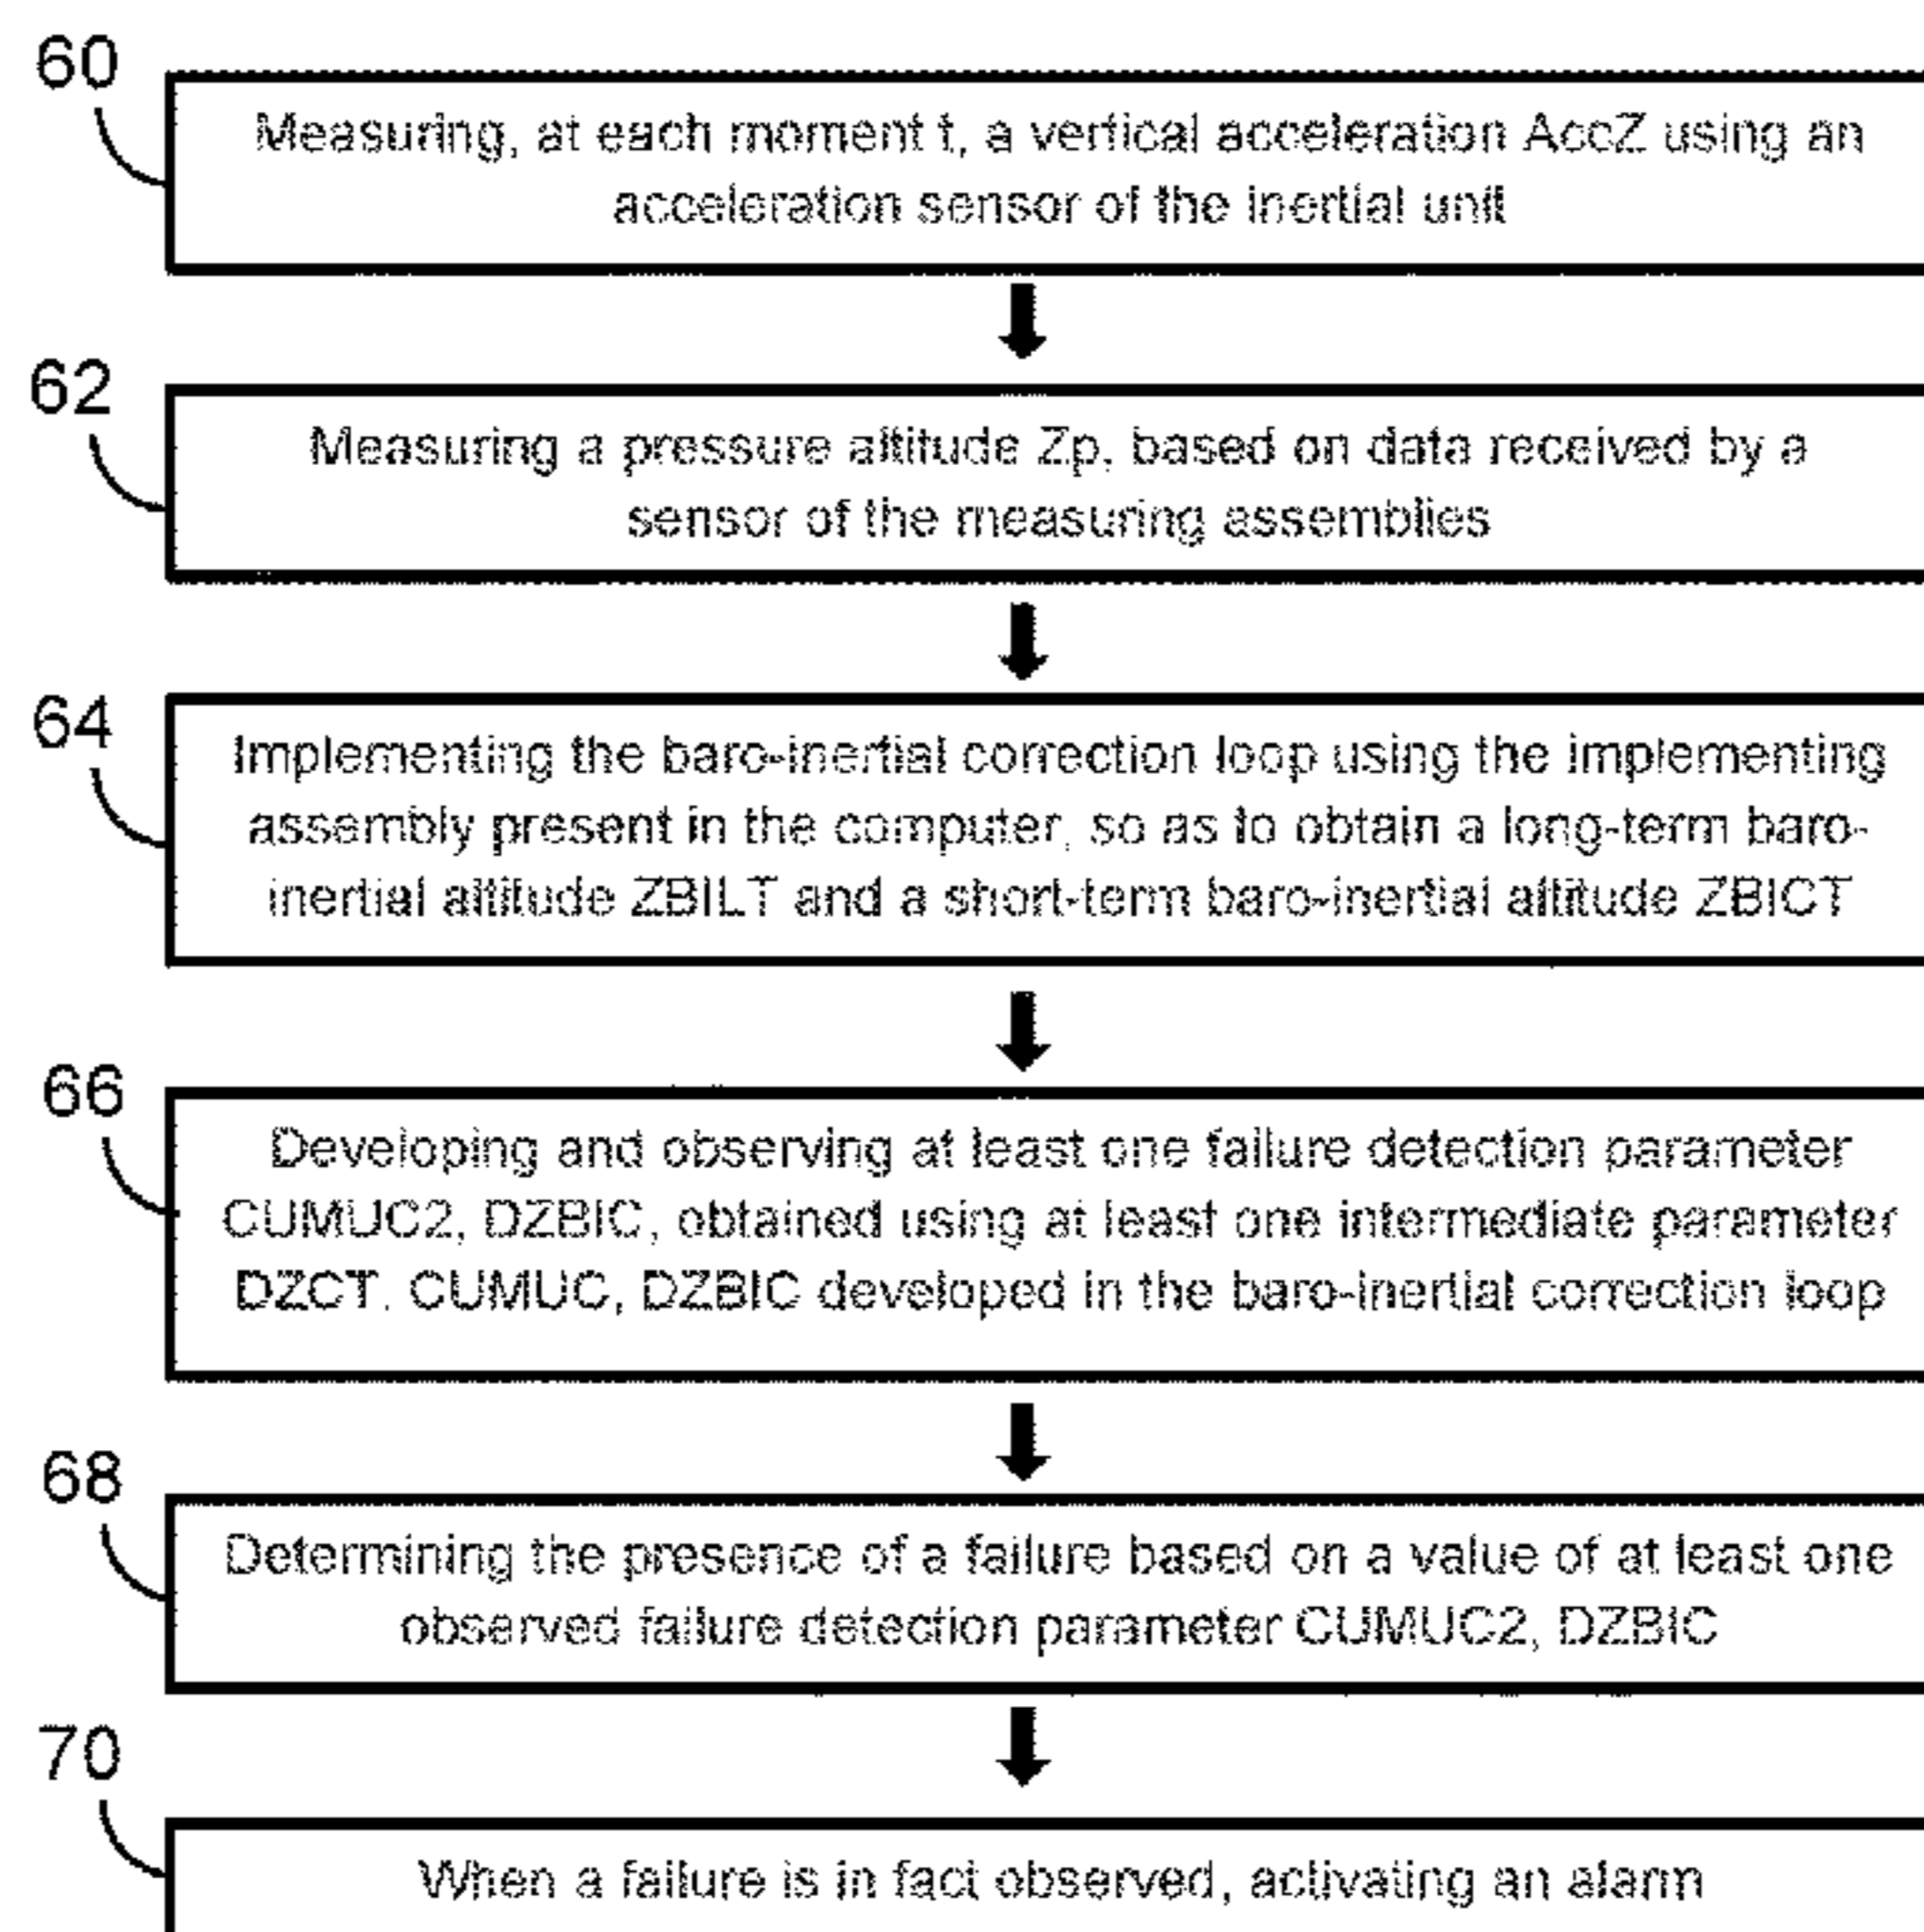 60
Measuring, at each moment t, a vertical acceleration AccZ using an
acceleration sensor of the inertial unit
62
Measuring a pressure altitude Zp, based on data received by a
sensor of the measuring assemblies
64
Implementing the baro-inertial correction loop using the implementing
assembly present in the computer, so as to obtain a long-term baro-
inertial altitude ZBILT and a short-term baro-inertial altitude ZBICT
66
Developing and observing at least one failure detection parameter
CUMUC2, DZBIC, obtained using at least one intermediate parameter
DZCT, CUMUC, DZBIC developed in the baro-inertial correction loop
68
Determining the presence of a failure based on a value of at least one
observed failure detection parameter CUMUC2, DZBIC
70
When a failure is in fact observed, activating an alarm